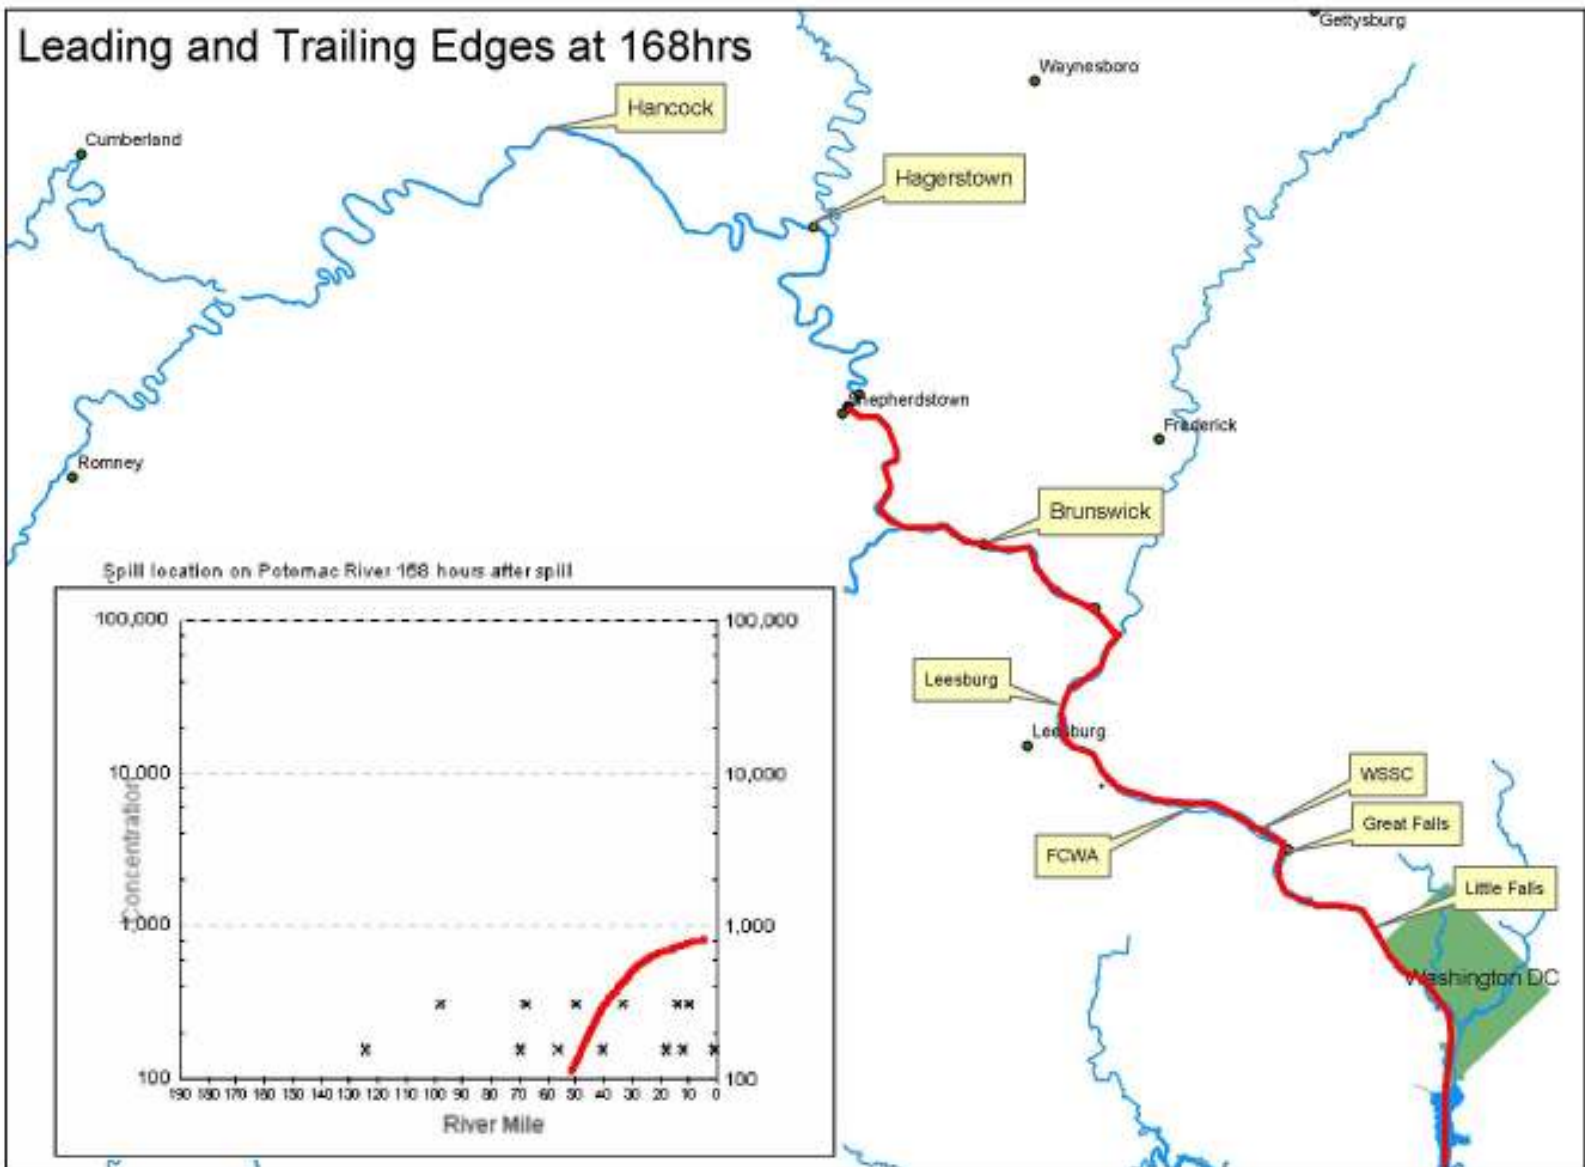 Leading and Trailing Edges at 168hrs
Gettysburg
Waynesboro
Hancock
Cumberland
Hagerstown
Shepherdstown
Frederick
Romney
Brunswick
Leesburg
Leesburg
WSSC
Great Falls
FCWA
Little Falls
Washington DC
Spill location on Potomac River 168 hours after spill
100,000
100,000
10,000
10,000
Concentration
1,000
1,000
100
100
190 180 170 160 150 140 130 120 110 100 90 80 70 60 50 40 30 20 10 0
River Mile